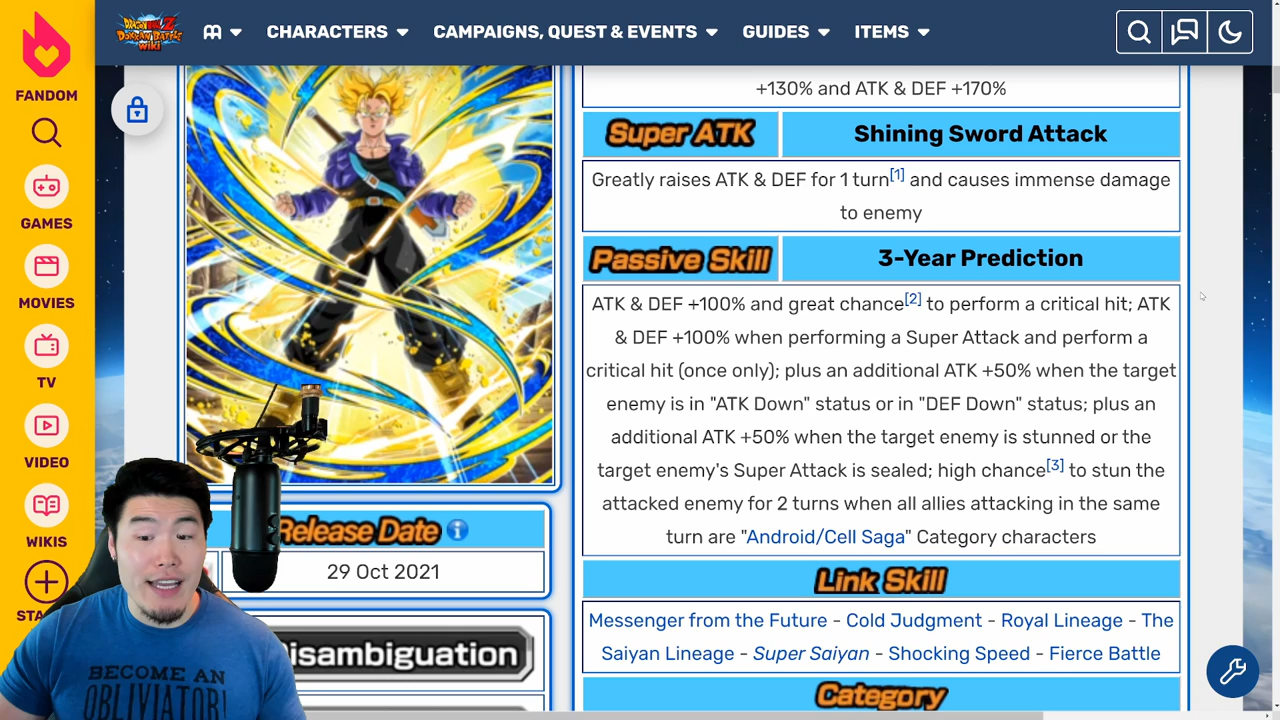 DRAGON BALL Z
DOKKAN BATTLE
WIKI
CHARACTERS
CAMPAIGNS, QUEST & EVENTS
GUIDES
ITEMS
FANDOM
GAMES
MOVIES
TV
VIDEO
WIKIS
STA
+130% and ATK & DEF +170%
Super ATK
Shining Sword Attack
Greatly raises ATK & DEF for 1 turn[1] and causes immense damage
to enemy
Passive Skill
3-Year Prediction
ATK & DEF +100% and great chance[2] to perform a critical hit; ATK
& DEF +100% when performing a Super Attack and perform a
critical hit (once only); plus an additional ATK +50% when the target
enemy is in "ATK Down" status or in "DEF Down" status; plus an
additional ATK +50% when the target enemy is stunned or the
target enemy's Super Attack is sealed; high chance[3] to stun the
attacked enemy for 2 turns when all allies attacking in the same
turn are "Android/Cell Saga" Category characters
Link Skill
Messenger from the Future - Cold Judgment - Royal Lineage - The
Saiyan Lineage - Super Saiyan - Shocking Speed - Fierce Battle
Category
Release Date
29 Oct 2021
Disambiguation
BECOME AN
OBLIVIATOR!